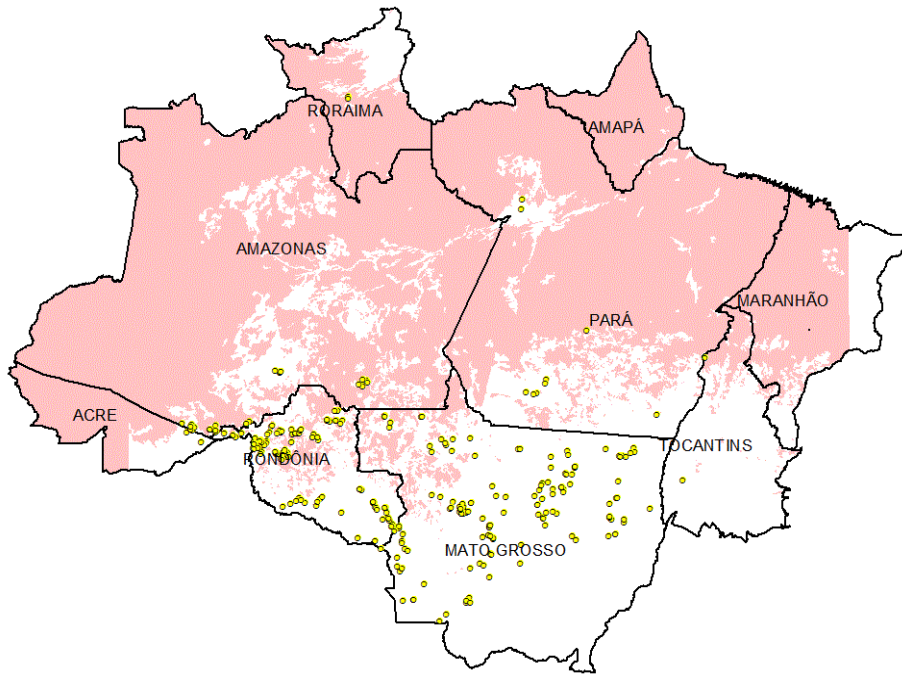 RORAIMA
AMAPÁ
AMAZONAS
MARANHÃO
PARÁ
ACRE
TOCANTINS
RONDÔNIA
MATO GROSSO